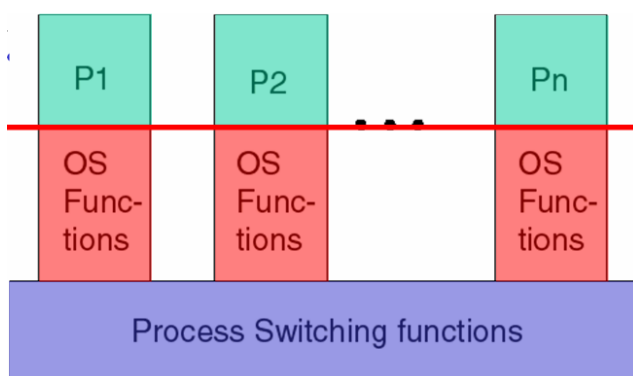 P1 P2 Pn
OS OS OS
Func- Func- Func-
tions tions tions
Process Switching functions